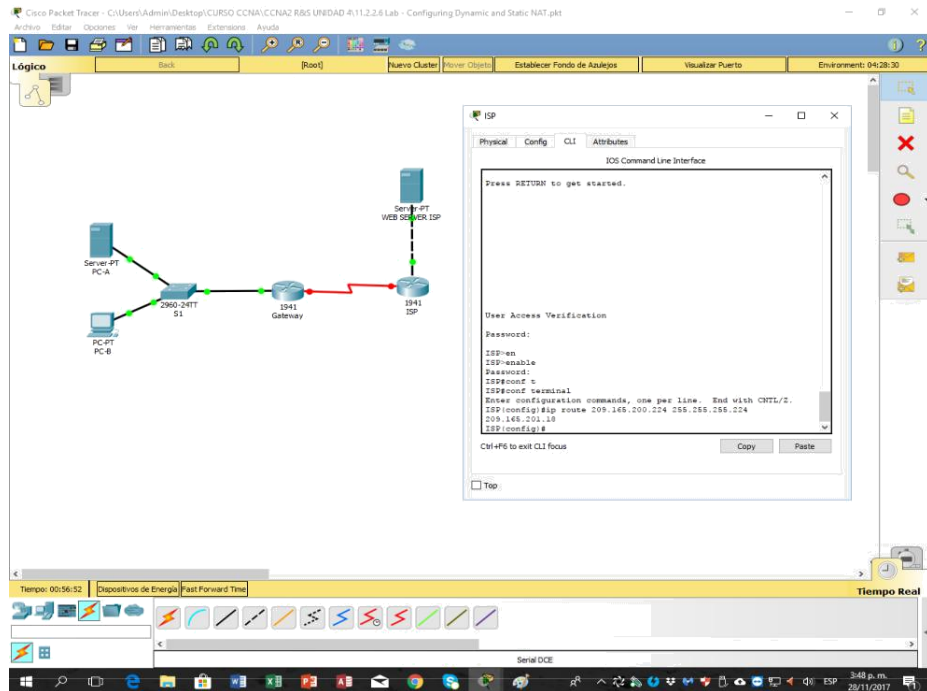 Cisco Packet Tracer - C:\Users\Admin\Desktop\CURSO CCNA\CCNA2 R&S UNIDAD 4\11.2.2.6 Lab - Configuring Dynamic and Static NAT.pkt
Archivo Editar Opciones Ver Herramientas Extensions Ayuda
Lógico Back [Root] Nuevo Cluster Mover Objeto Establecer Fondo de Azulejos Visualizar Puerto Environment: 04:28:30
ISP
Physical Config CLI Attributes
IOS Command Line Interface
Press RETURN to get started.
User Access Verification
Password:
ISP>en
ISP>enable
Password:
ISP#conf t
ISP#conf terminal
Enter configuration commands, one per line. End with CNTL/Z.
ISP(config)#ip route 209.165.200.224 255.255.255.224
209.165.201.18
ISP(config)#
Ctrl+F6 to exit CLI focus Copy Paste
Top
Server-PT
WEB SERVER ISP
Server-PT
PC-A
2960-24TT
S1
1941
Gateway
1941
ISP
PC-PT
PC-B
Tiempo: 00:56:52 Dispositivos de Energía Fast Forward Time Tiempo Real
Serial DCE
ESP 3:48 p. m.
28/11/2017